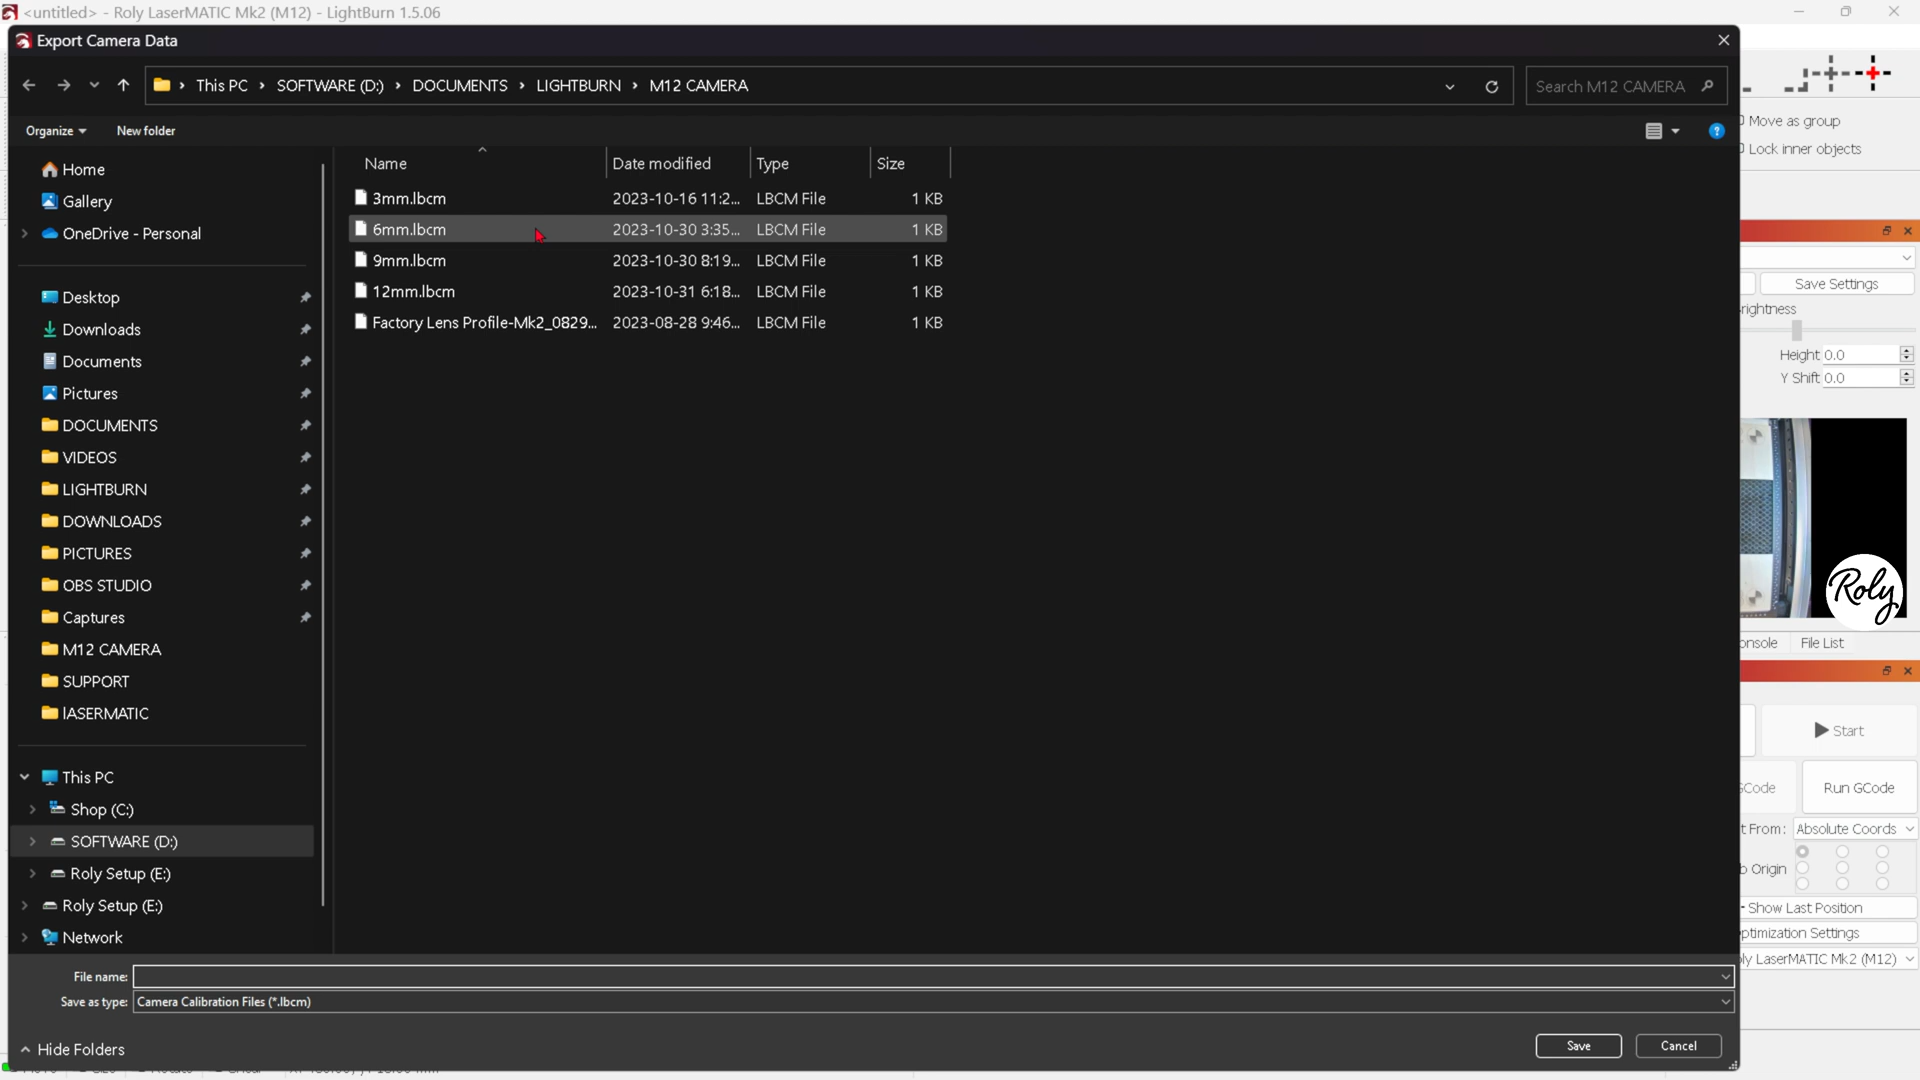 <untitled> - Roly LaserMATIC Mk2 (M12) - LightBurn 1.5.06
Export Camera Data
This PC > SOFTWARE (D:) > DOCUMENTS > LIGHTBURN > M12 CAMERA
Search M12 CAMERA
Organize
New folder
Move as group
Lock inner objects
Home
Gallery
OneDrive - Personal
Desktop
Downloads
Documents
Pictures
DOCUMENTS
VIDEOS
LIGHTBURN
DOWNLOADS
PICTURES
OBS STUDIO
Captures
M12 CAMERA
SUPPORT
lASERMATIC
This PC
Shop (C:)
SOFTWARE (D:)
Roly Setup (E:)
Roly Setup (E:)
Network
Name Date modified Type Size
3mm.lbcm 2023-10-16 11:2... LBCM File 1 KB
6mm.lbcm 2023-10-30 3:35... LBCM File 1 KB
9mm.lbcm 2023-10-30 8:19... LBCM File 1 KB
12mm.lbcm 2023-10-31 6:18... LBCM File 1 KB
Factory Lens Profile-Mk2_0829... 2023-08-28 9:46... LBCM File 1 KB
Save Settings
rightness
Height 0.0
Y Shift 0.0
Roly
onsole File List
Start
GCode Run GCode
t From: Absolute Coords
b Origin
Show Last Position
ptimization Settings
ly LaserMATIC Mk2 (M12)
File name:
Save as type: Camera Calibration Files (*.lbcm)
Hide Folders
Save
Cancel